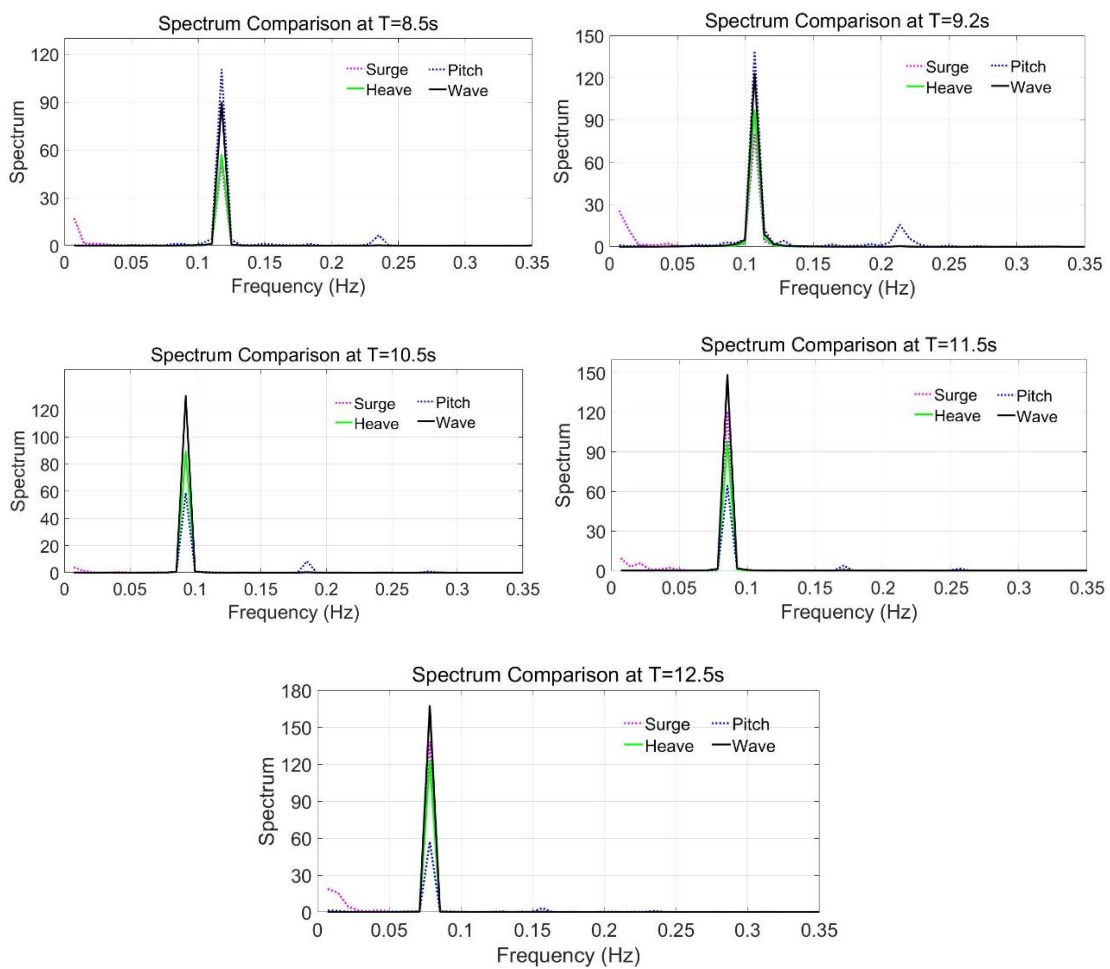 Spectrum Comparison at T=8.5s
Spectrum
120
90
60
30
0
Surge Pitch
Heave Wave
0 0.05 0.1 0.15 0.2 0.25 0.3 0.35
Frequency (Hz)
Spectrum Comparison at T=9.2s
Spectrum
150
120
90
60
30
0
Surge Pitch
Heave Wave
0 0.05 0.1 0.15 0.2 0.25 0.3 0.35
Frequency (Hz)
Spectrum Comparison at T=10.5s
Spectrum
120
100
80
60
40
20
0
Surge Pitch
Heave Wave
0 0.05 0.1 0.15 0.2 0.25 0.3 0.35
Frequency (Hz)
Spectrum Comparison at T=11.5s
Spectrum
150
120
90
60
30
0
Surge Pitch
Heave Wave
0 0.05 0.1 0.15 0.2 0.25 0.3 0.35
Frequency (Hz)
Spectrum Comparison at T=12.5s
Spectrum
180
150
120
90
60
30
0
Surge Pitch
Heave Wave
0 0.05 0.1 0.15 0.2 0.25 0.3 0.35
Frequency (Hz)